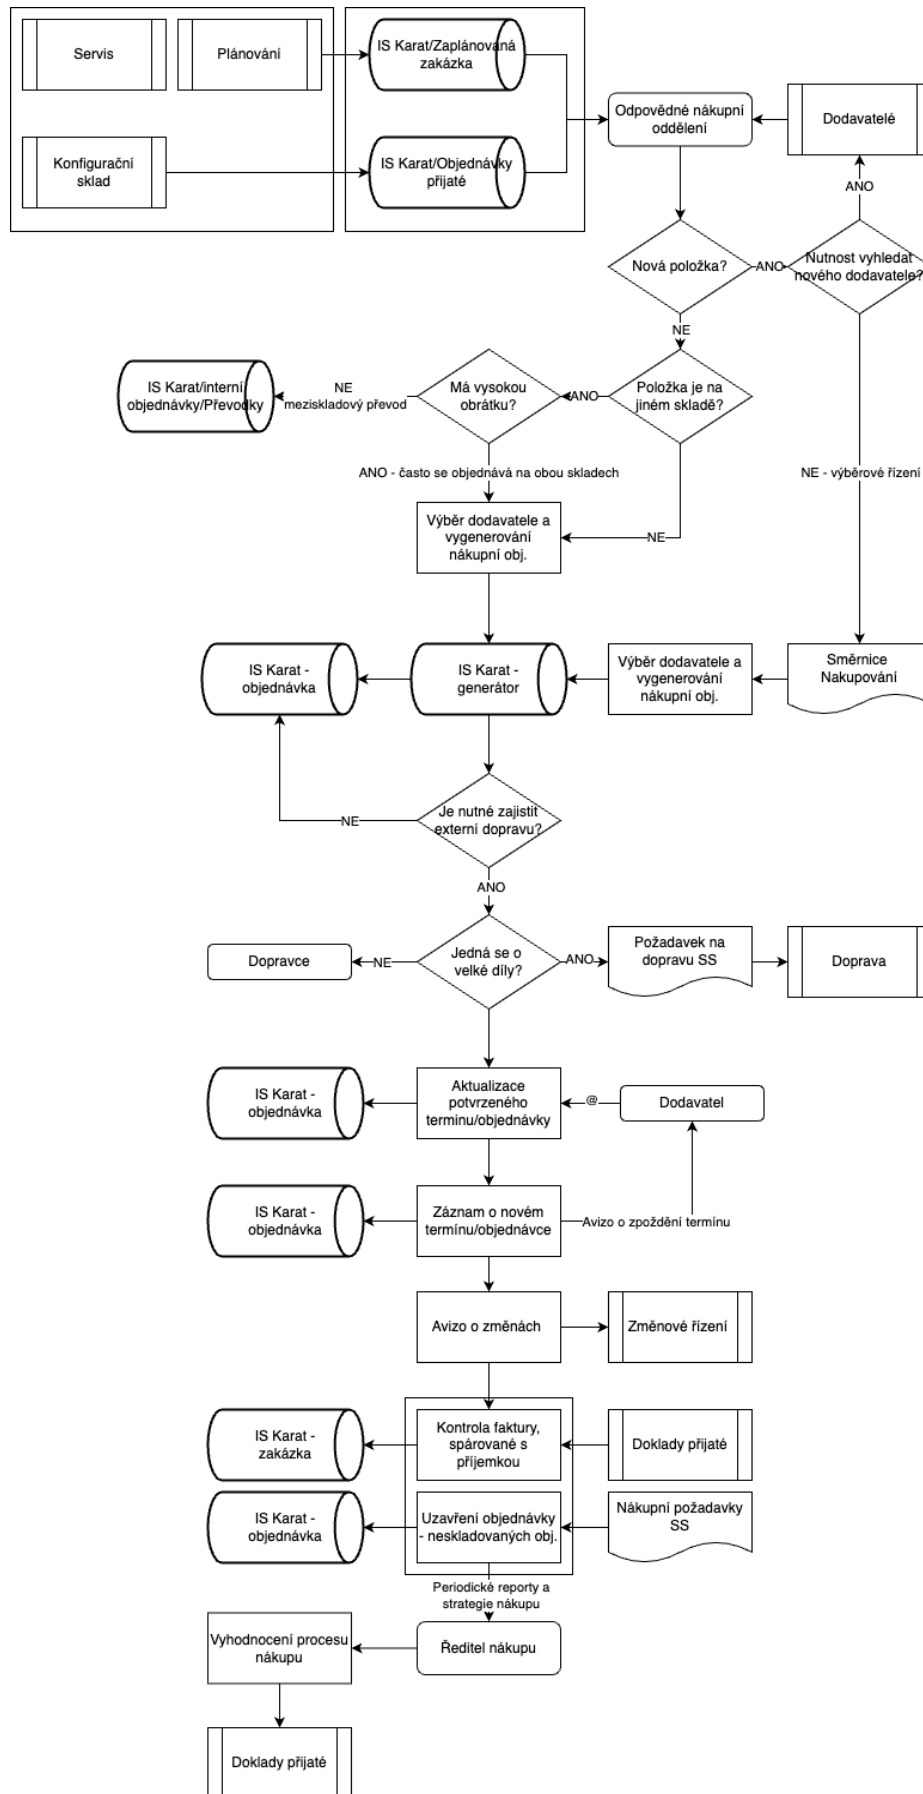 Servis
Plánování
IS Karat/Zaplánovaná
zakázka
Odpovědné nákupní
oddělení
Dodavatelé
Konfigurační
sklad
IS Karat/Objednávky
přijaté
ANO
Nová položka?
ANO
Nutnost vyhledat
nového dodavatele?
NE
IS Karat/interní
objednávky/Převodky
NE
meziskladový převod
Má vysokou
obrátku?
ANO
Položka je na
jiném skladě?
ANO - často se objednává na obou skladech
NE - výběrové řízení
Výběr dodavatele a
vygenerování
nákupní obj.
NE
IS Karat -
objednávka
IS Karat -
generátor
Výběr dodavatele a
vygenerování
nákupní obj.
Směrnice
Nakupování
Je nutné zajistit
externí dopravu?
NE
ANO
Dopravce
NE
Jedná se o
velké díly?
ANO
Požadavek na
dopravu SS
Doprava
IS Karat -
objednávka
Aktualizace
potvrzeného
terminu/objednávky
@
Dodavatel
IS Karat -
objednávka
Záznam o novém
termínu/objednávce
Avizo o zpoždění termínu
Avizo o změnách
Změnové řízení
IS Karat -
zakázka
Kontrola faktury,
spárované s
příjemkou
Doklady přijaté
IS Karat -
objednávka
Uzavření objednávky
- neskladovaných obj.
Nákupní požadavky
SS
Periodické reporty a
strategie nákupu
Vyhodnocení procesu
nákupu
Ředitel nákupu
Doklady přijaté